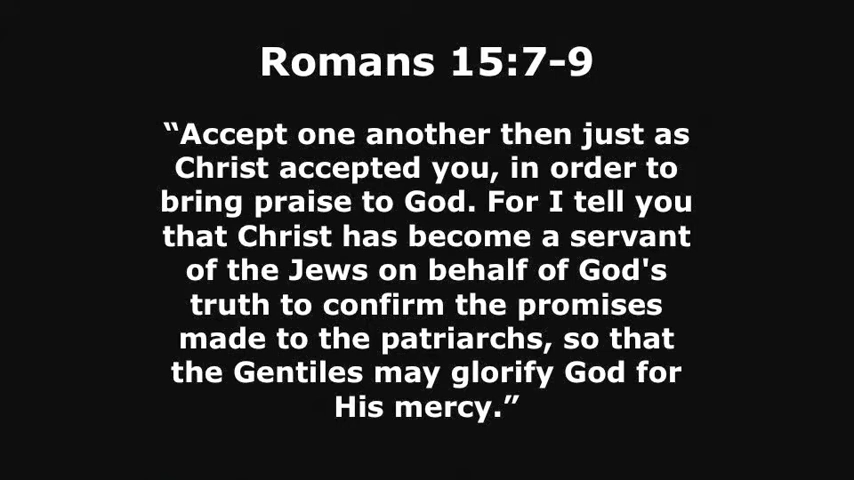 Romans 15:7-9
“Accept one another then just as
Christ accepted you, in order to
bring praise to God. For I tell you
that Christ has become a servant
of the Jews on behalf of God's
truth to confirm the promises
made to the patriarchs, so that
the Gentiles may glorify God for
His mercy.”